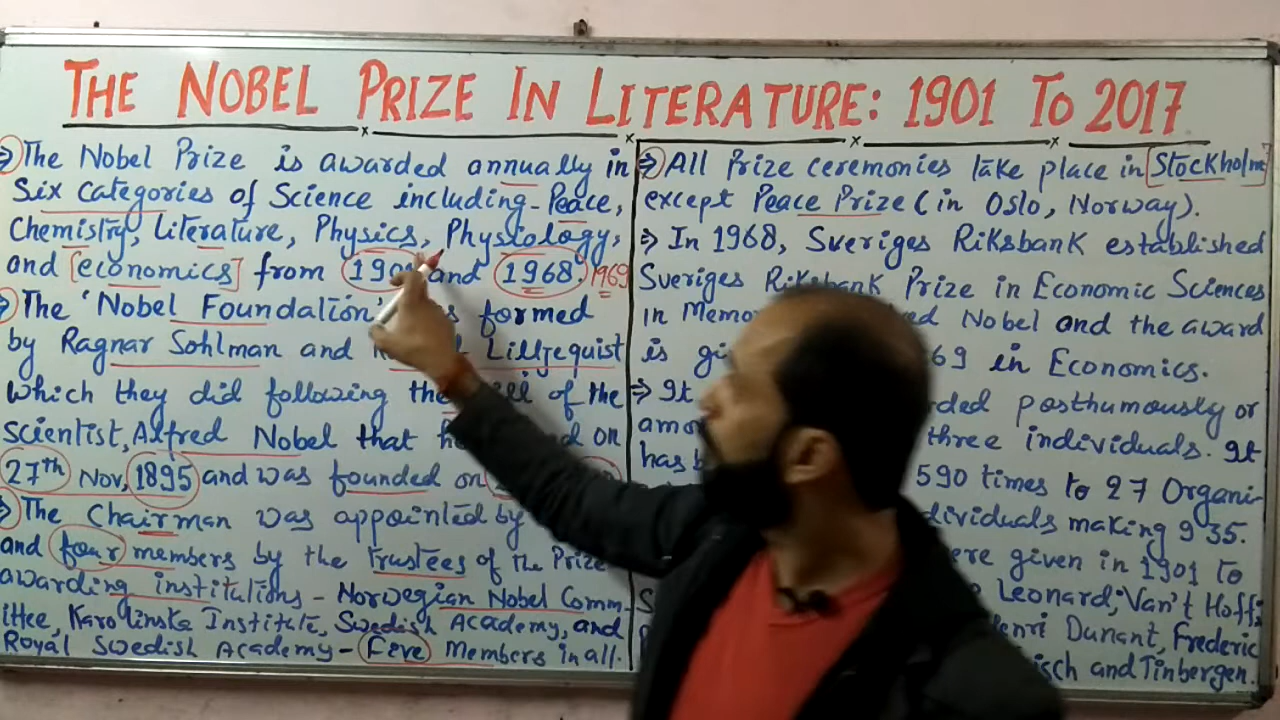 THE NOBEL PRIZE IN LITERATURE: 1901 TO 2017
⇒ The Nobel Prize is awarded annually in
Six Categories of Science including - Peace,
Chemistry, Literature, Physics, Physiology,
and [economics] from and 1968. 1969
⇒ The 'Nobel Foundation' formed
by Ragnar Sohlman and Lilljequist
which they did following the of the
scientist, Alfred Nobel that on
27th Nov, 1895 and was founded on
⇒ The Chairman was appointed by
and four members by the trustees of the Prize
awarding institutions - Norwegian Nobel Comm-
ittee, Karolinska Institute, Swedish Academy, and
Royal Swedish Academy - Five Members in all.
⇒ All Prize ceremonies take place in [Stockholm]
except Peace Prize (in Oslo, Norway).
⇒ In 1968, Sveriges Riksbank established
Sveriges Riksbank Prize in Economic Sciences
in Nobel and the award
is in Economics.
⇒ It posthumously or
three individuals. It
has 590 times to 27 Organi-
making 935.
given in 1901 to
Leonard, Van't Hoff,
Dunant, Frederic
and Tinbergen.